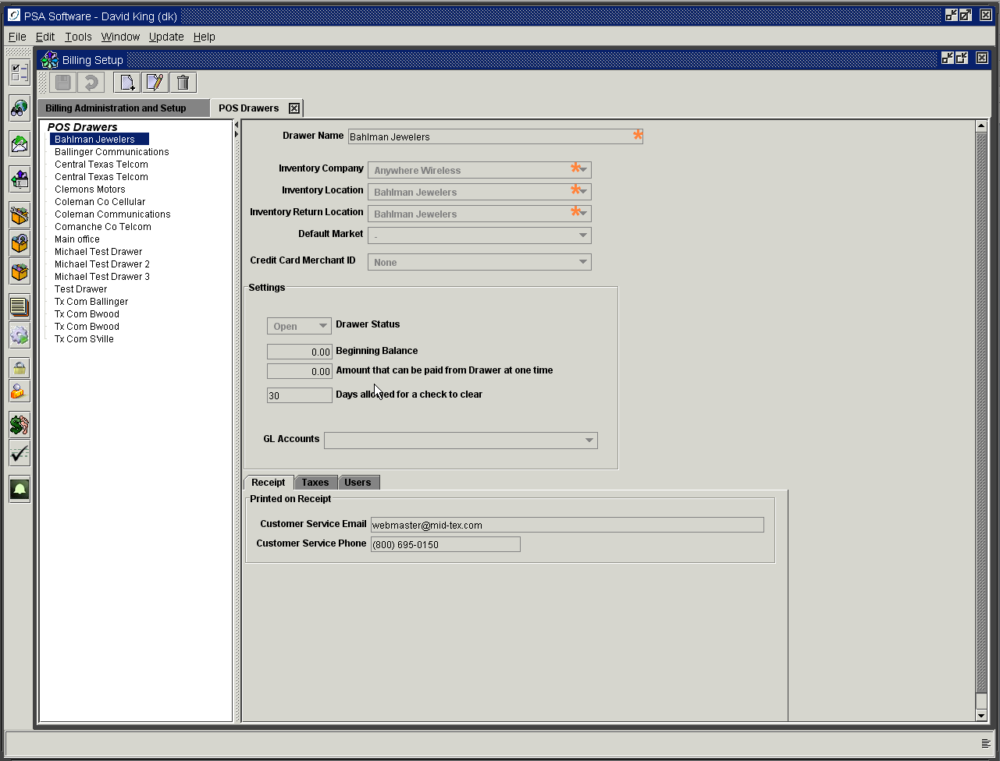 PSA Software - David King (dk)
File Edit Tools Window Update Help
Billing Setup
Billing Administration and Setup
POS Drawers
POS Drawers
Bahlman Jewelers
Ballinger Communications
Central Texas Telcom
Central Texas Telcom
Clemons Motors
Coleman Co Cellular
Coleman Communications
Comanche Co Telcom
Main office
Michael Test Drawer
Michael Test Drawer 2
Michael Test Drawer 3
Test Drawer
Tx Com Ballinger
Tx Com Bwood
Tx Com Bwood
Tx Com S'ville
Drawer Name Bahlman Jewelers *
Inventory Company Anywhere Wireless *
Inventory Location Bahlman Jewelers *
Inventory Return Location Bahlman Jewelers *
Default Market -
Credit Card Merchant ID None
Settings
Open Drawer Status
0.00 Beginning Balance
0.00 Amount that can be paid from Drawer at one time
30 Days allowed for a check to clear
GL Accounts
Receipt Taxes Users
Printed on Receipt
Customer Service Email webmaster@mid-tex.com
Customer Service Phone (800) 695-0150